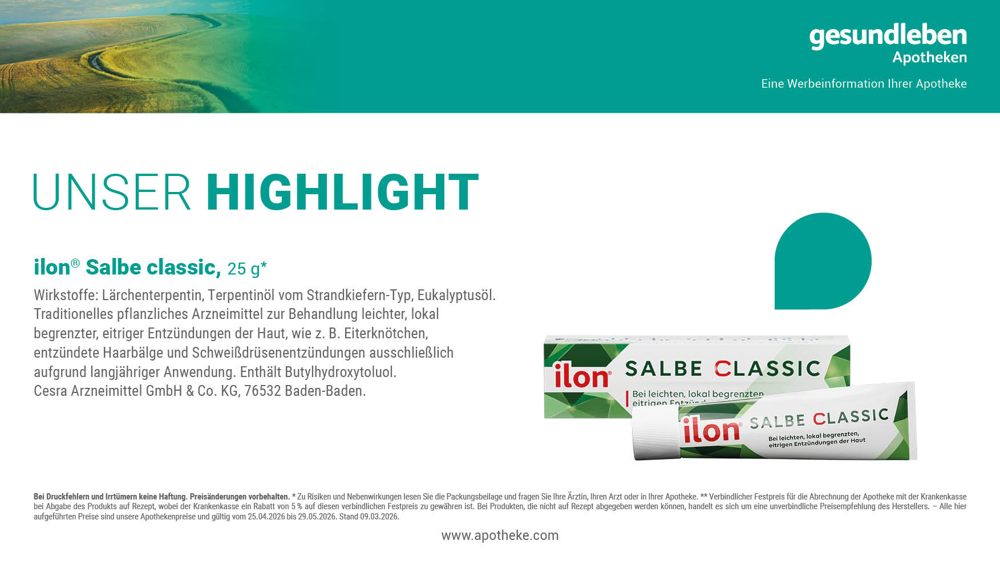 gesundleben
Apotheken
Eine Werbeinformation Ihrer Apotheke
UNSER HIGHLIGHT
ilon® Salbe classic, 25 g*
Wirkstoffe: Lärchenterpentin, Terpentinöl vom Strandkiefern-Typ, Eukalyptusöl.
Traditionelles pflanzliches Arzneimittel zur Behandlung leichter, lokal
begrenzter, eitriger Entzündungen der Haut, wie z. B. Eiterknötchen,
entzündete Haarbälge und Schweißdrüsenentzündungen ausschließlich
aufgrund langjähriger Anwendung. Enthält Butylhydroxytoluol.
Cesra Arzneimittel GmbH & Co. KG, 76532 Baden-Baden.
ilon® SALBE CLASSIC
Bei leichten, lokal begrenzten
eitrigen
ilon® SALBE CLASSIC
Bei leichten, lokal begrenzten,
eitrigen Entzündungen der Haut
Bei Druckfehlern und Irrtümern keine Haftung. Preisänderungen vorbehalten. * Zu Risiken und Nebenwirkungen lesen Sie die Packungsbeilage und fragen Sie Ihre Ärztin, Ihren Arzt oder in Ihrer Apotheke. ** Verbindlicher Festpreis für die Abrechnung der Apotheke mit der Krankenkasse
bei Abgabe des Produkts auf Rezept, wobei der Krankenkasse ein Rabatt von 5 % auf diesen verbindlichen Festpreis zu gewähren ist. Bei Produkten, die nicht auf Rezept abgegeben werden können, handelt es sich um eine unverbindliche Preisempfehlung des Herstellers. – Alle hier
aufgeführten Preise sind unsere Apothekenpreise und gültig vom 25.04.2026 bis 29.05.2026. Stand 09.03.2026.
www.apotheke.com